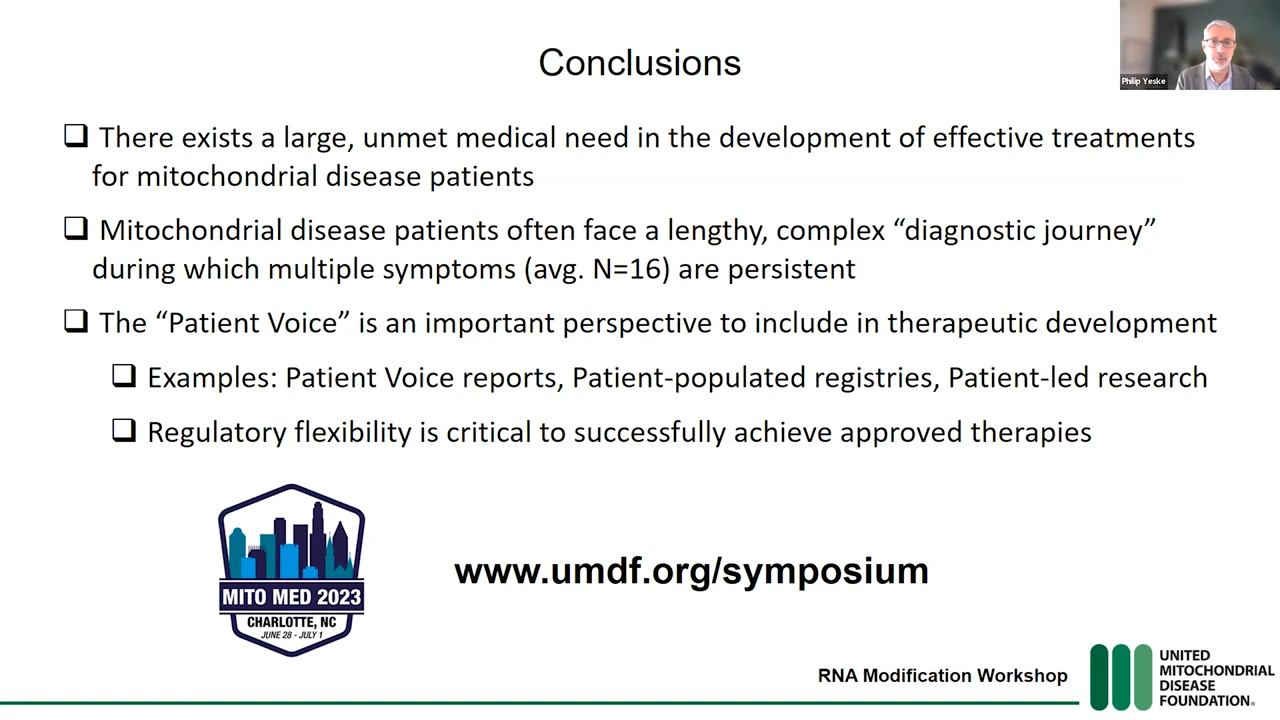 Conclusions
Philip Yeske
❑ There exists a large, unmet medical need in the development of effective treatments
for mitochondrial disease patients
❑ Mitochondrial disease patients often face a lengthy, complex “diagnostic journey”
during which multiple symptoms (avg. N=16) are persistent
❑ The “Patient Voice” is an important perspective to include in therapeutic development
❑ Examples: Patient Voice reports, Patient-populated registries, Patient-led research
❑ Regulatory flexibility is critical to successfully achieve approved therapies
MITO MED 2023
CHARLOTTE, NC
JUNE 28 - JULY 1
www.umdf.org/symposium
RNA Modification Workshop
UNITED
MITOCHONDRIAL
DISEASE
FOUNDATION®